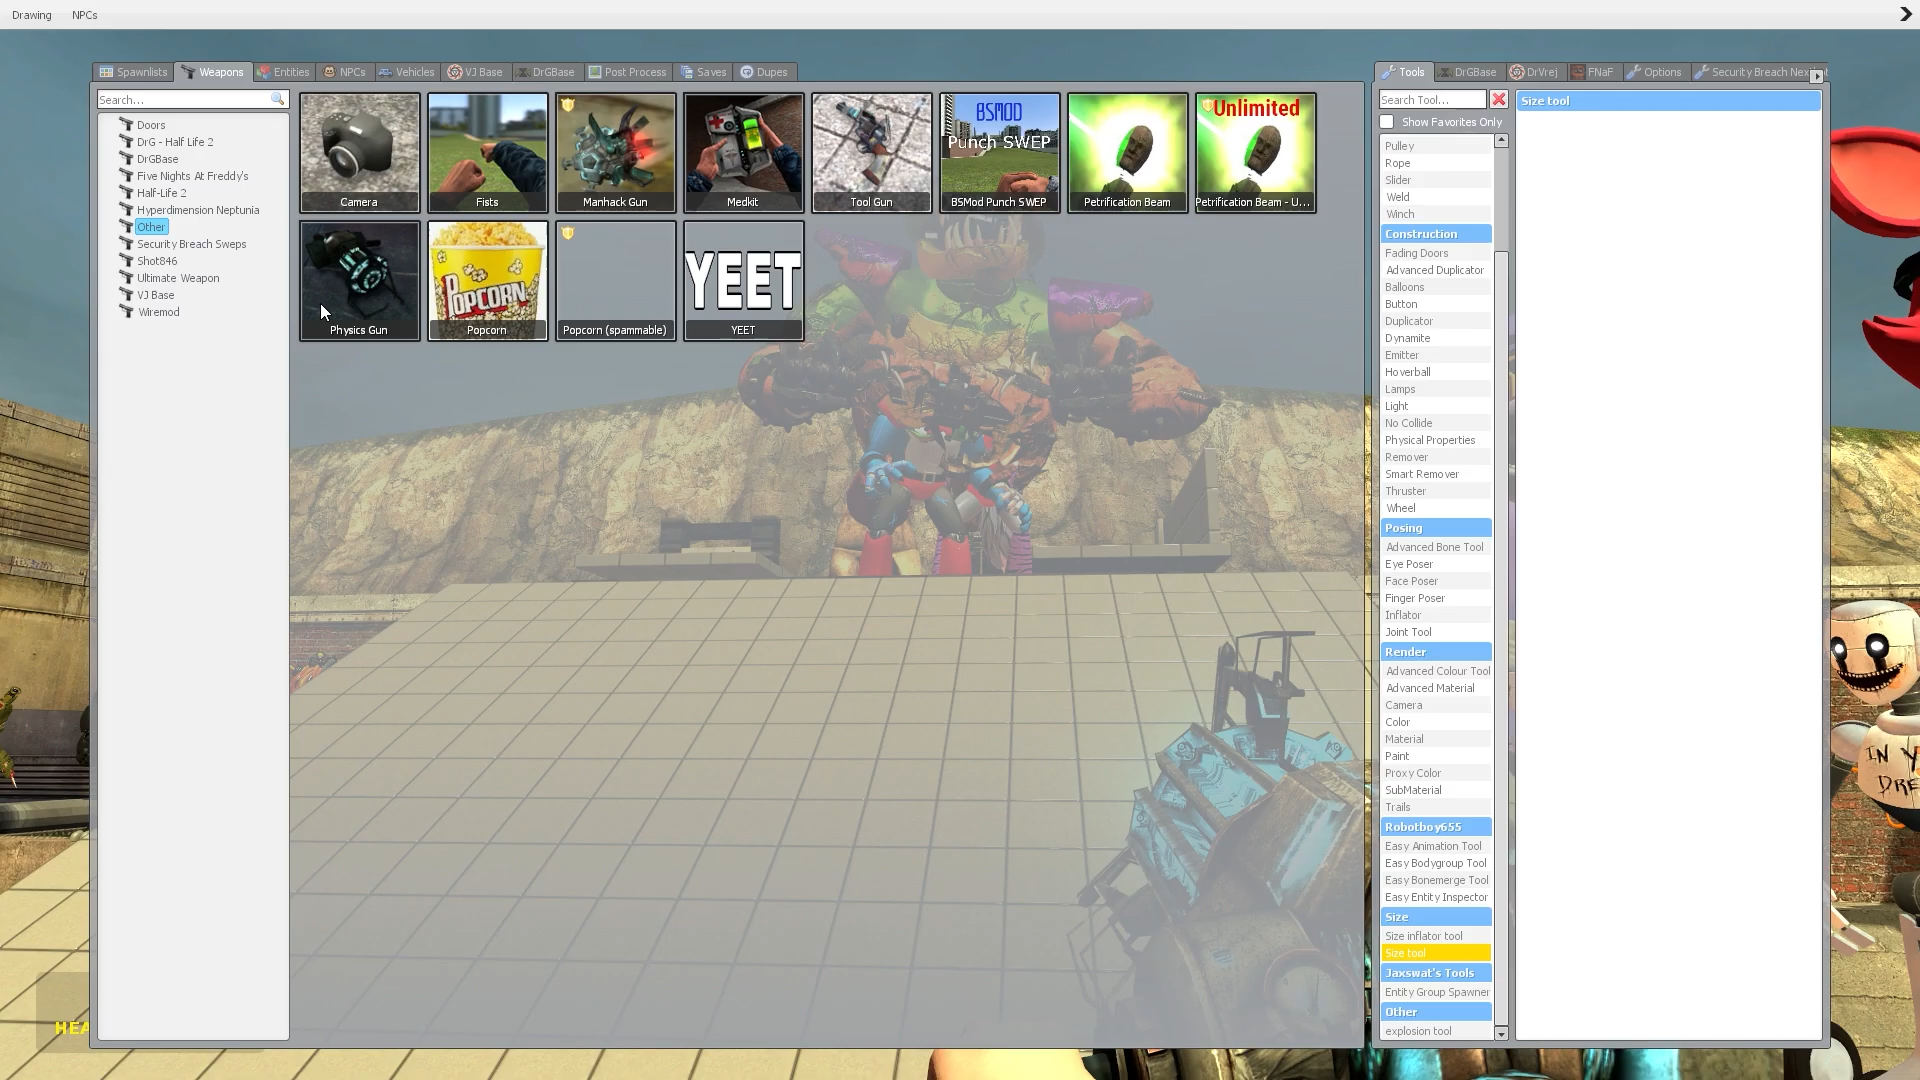 Drawing NPCs
Spawnlists Weapons Entities NPCs Vehicles VJ Base DrGBase Post Process Saves Dupes
Search...
Doors
DrG - Half Life 2
DrGBase
Five Nights At Freddy's
Half-Life 2
Hyperdimension Neptunia
Other
Security Breach Sweps
Shot846
Ultimate Weapon
VJ Base
Wiremod
Camera
Fists
Manhack Gun
Medkit
Tool Gun
BSMOD
Punch SWEP
BSMod Punch SWEP
Petrification Beam
Unlimited
Petrification Beam - U...
Physics Gun
POPCORN
Popcorn
Popcorn (spammable)
YEET
YEET
Tools DrGBase DrVrej FNaF Options Security Breach
Search Tool...
Show Favorites Only
Pulley
Rope
Slider
Weld
Winch
Construction
Fading Doors
Advanced Duplicator
Balloons
Button
Duplicator
Dynamite
Emitter
Hoverball
Lamps
Light
No Collide
Physical Properties
Remover
Smart Remover
Thruster
Wheel
Posing
Advanced Bone Tool
Eye Poser
Face Poser
Finger Poser
Inflator
Joint Tool
Render
Advanced Colour Tool
Advanced Material
Camera
Color
Material
Paint
Proxy Color
SubMaterial
Trails
Robotboy655
Easy Animation Tool
Easy Bodygroup Tool
Easy Bonemerge Tool
Easy Entity Inspector
Size
Size inflator tool
Size tool
Jaxswat's Tools
Entity Group Spawner
Other
explosion tool
Size tool
IN Y
DRE
HEA